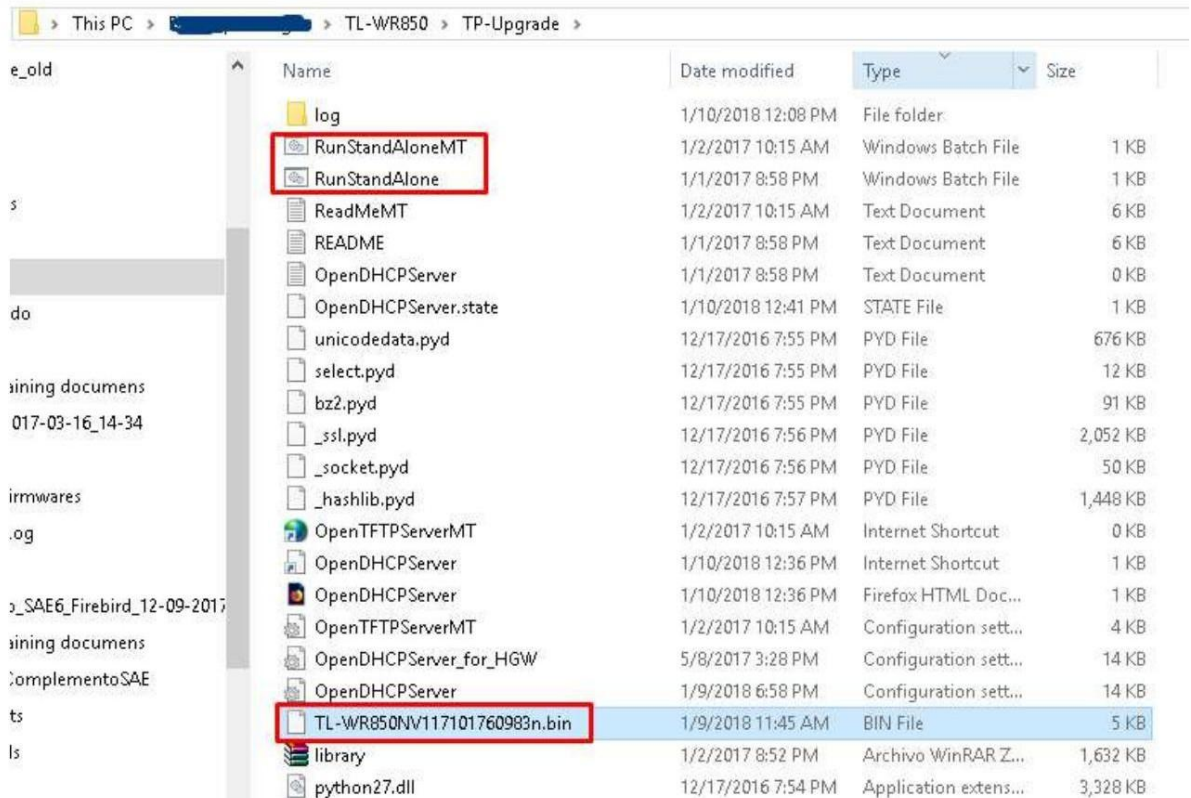 This PC > > TL-WR850 > TP-Upgrade >
e_old
s
do
aining documens
017-03-16_14-34
irmwares
.og
o_SAE6_Firebird_12-09-2017
aining documens
ComplementoSAE
ts
ls
Name Date modified Type Size
log 1/10/2018 12:08 PM File folder
RunStandAloneMT 1/2/2017 10:15 AM Windows Batch File 1 KB
RunStandAlone 1/1/2017 8:58 PM Windows Batch File 1 KB
ReadMeMT 1/2/2017 10:15 AM Text Document 6 KB
README 1/1/2017 8:58 PM Text Document 6 KB
OpenDHCPServer 1/1/2017 8:58 PM Text Document 0 KB
OpenDHCPServer.state 1/10/2018 12:41 PM STATE File 1 KB
unicodedata.pyd 12/17/2016 7:55 PM PYD File 676 KB
select.pyd 12/17/2016 7:55 PM PYD File 12 KB
bz2.pyd 12/17/2016 7:55 PM PYD File 91 KB
_ssl.pyd 12/17/2016 7:56 PM PYD File 2,052 KB
_socket.pyd 12/17/2016 7:56 PM PYD File 50 KB
_hashlib.pyd 12/17/2016 7:57 PM PYD File 1,448 KB
OpenTFTPServerMT 1/2/2017 10:15 AM Internet Shortcut 0 KB
OpenDHCPServer 1/10/2018 12:36 PM Internet Shortcut 1 KB
OpenDHCPServer 1/10/2018 12:36 PM Firefox HTML Doc... 1 KB
OpenTFTPServerMT 1/2/2017 10:15 AM Configuration sett... 4 KB
OpenDHCPServer_for_HGW 5/8/2017 3:28 PM Configuration sett... 14 KB
OpenDHCPServer 1/9/2018 6:58 PM Configuration sett... 14 KB
TL-WR850NV117101760983n.bin 1/9/2018 11:45 AM BIN File 5 KB
library 1/2/2017 8:52 PM Archivo WinRAR Z... 1,632 KB
python27.dll 12/17/2016 7:54 PM Application extens... 3,328 KB